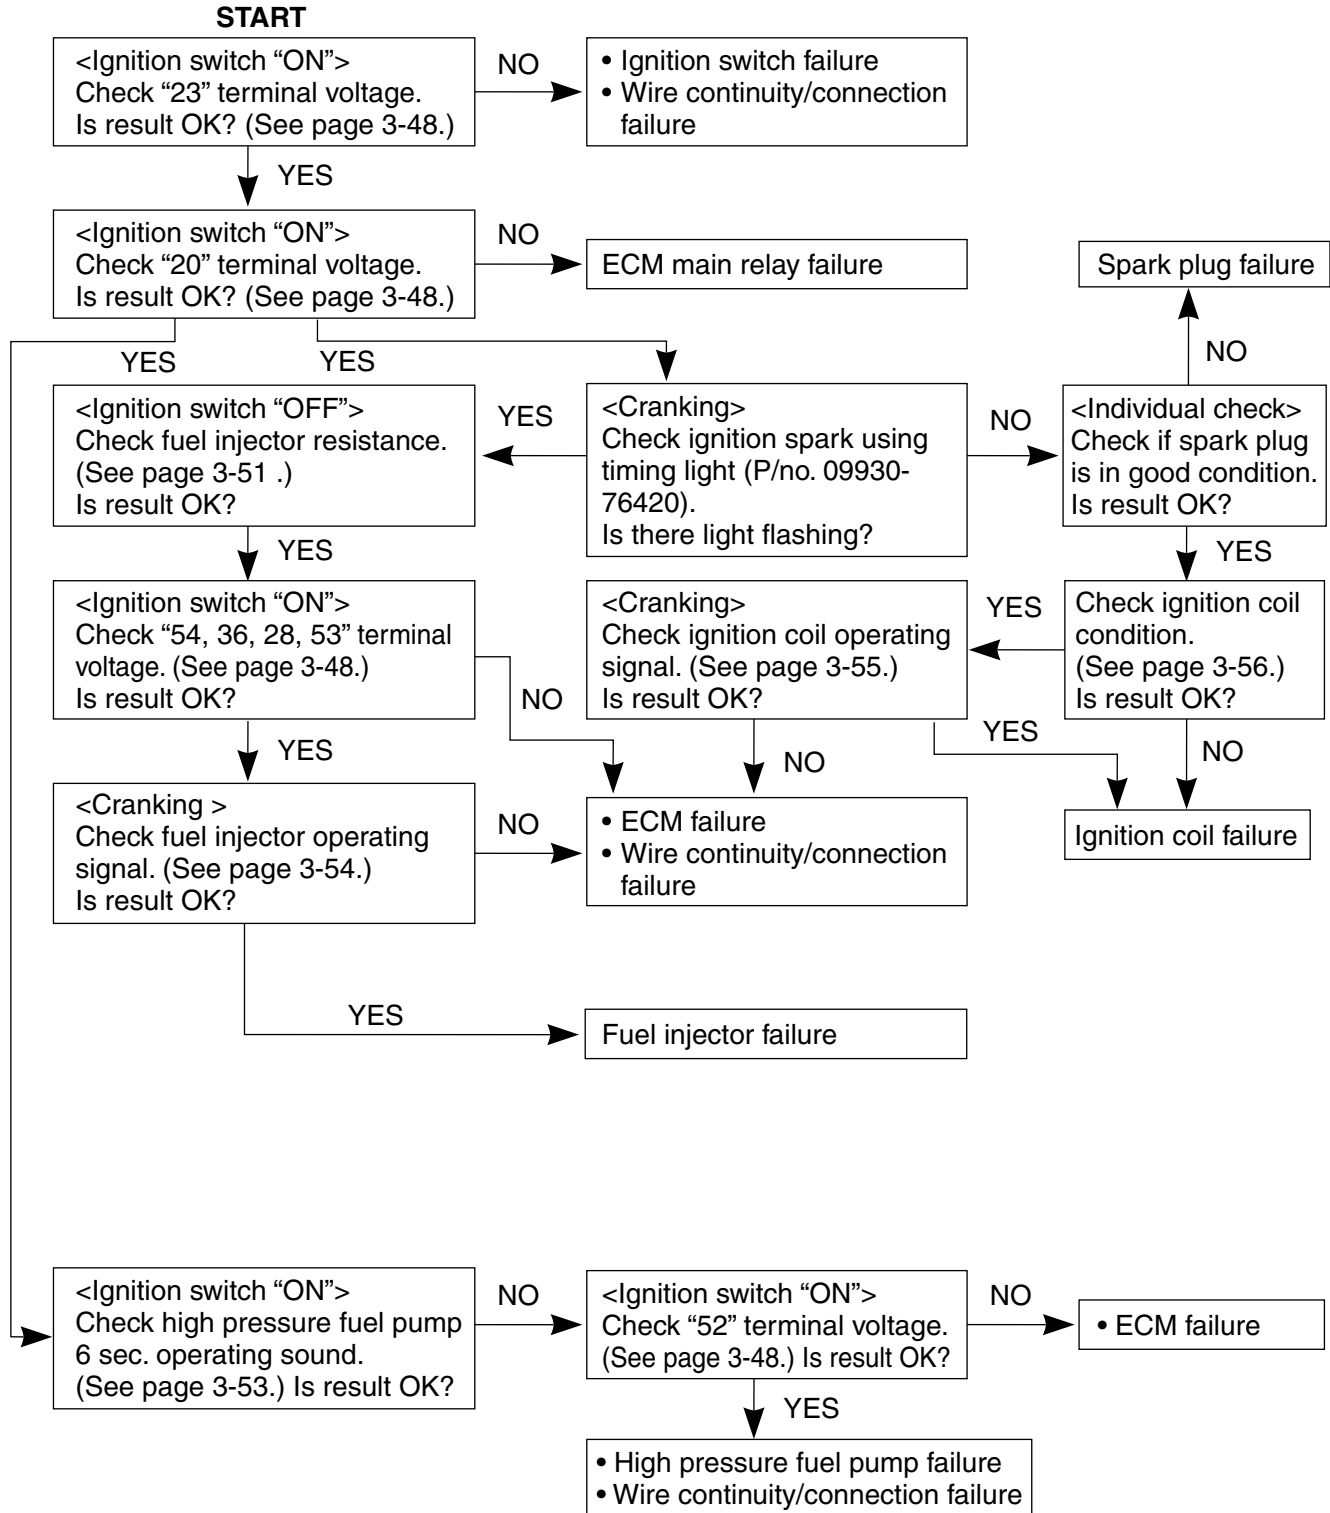 START
<Ignition switch “ON”>
Check “23” terminal voltage.
Is result OK? (See page 3-48.)
NO
• Ignition switch failure
• Wire continuity/connection
failure
YES
<Ignition switch “ON”>
Check “20” terminal voltage.
Is result OK? (See page 3-48.)
NO
ECM main relay failure
Spark plug failure
YES
YES
NO
<Ignition switch “OFF”>
Check fuel injector resistance.
(See page 3-51 .)
Is result OK?
YES
<Cranking>
Check ignition spark using
timing light (P/no. 09930-
76420).
Is there light flashing?
NO
<Individual check>
Check if spark plug
is in good condition.
Is result OK?
YES
YES
<Ignition switch “ON”>
Check “54, 36, 28, 53” terminal
voltage. (See page 3-48.)
Is result OK?
NO
<Cranking>
Check ignition coil operating
signal. (See page 3-55.)
Is result OK?
YES
Check ignition coil
condition.
(See page 3-56.)
Is result OK?
YES
NO
YES
NO
<Cranking >
Check fuel injector operating
signal. (See page 3-54.)
Is result OK?
NO
• ECM failure
• Wire continuity/connection
failure
Ignition coil failure
YES
Fuel injector failure
<Ignition switch “ON”>
Check high pressure fuel pump
6 sec. operating sound.
(See page 3-53.) Is result OK?
NO
<Ignition switch “ON”>
Check “52” terminal voltage.
(See page 3-48.) Is result OK?
NO
• ECM failure
YES
• High pressure fuel pump failure
• Wire continuity/connection failure